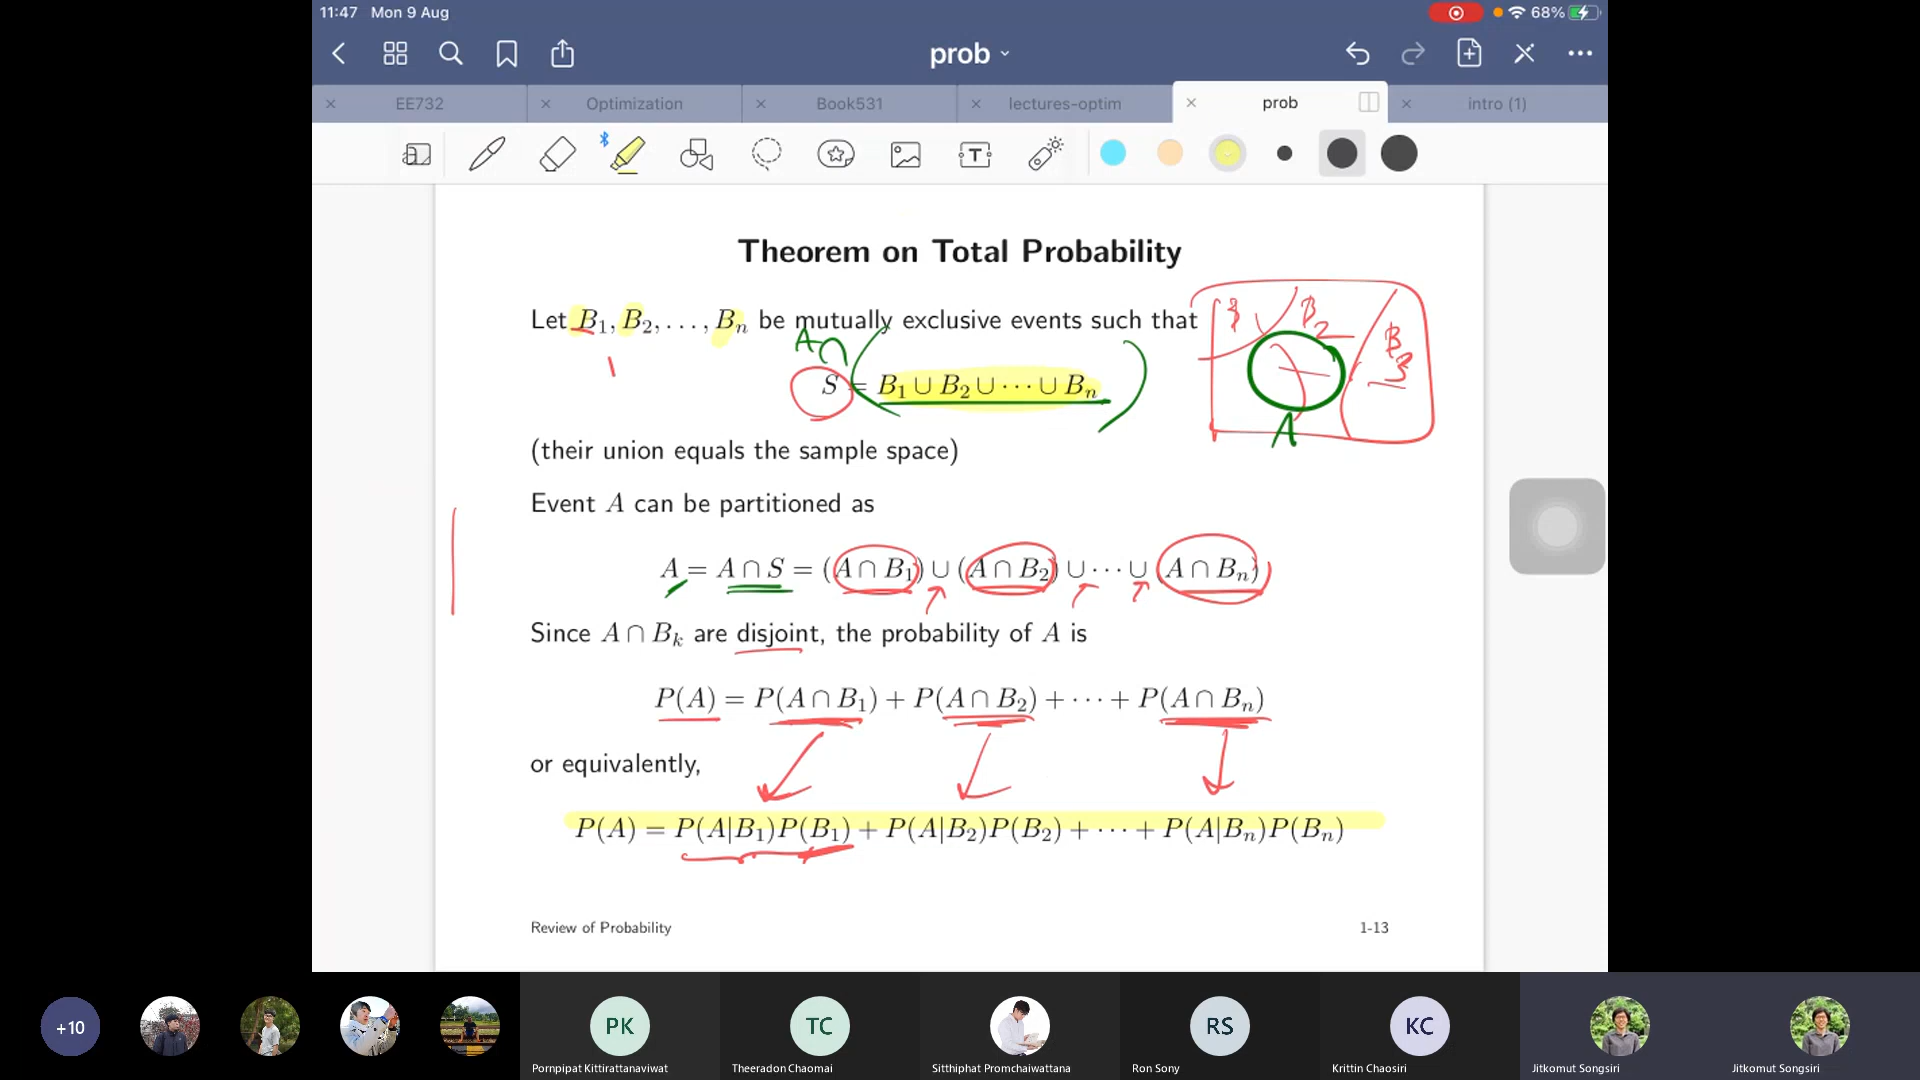 11:47 Mon 9 Aug
68%
prob
EE732
Optimization
Book531
lectures-optim
prob
intro (1)
Theorem on Total Probability
Let B₁, B₂, . . . , Bₙ be mutually exclusive events such that
A∩
S = B₁ ∪ B₂ ∪ · · · ∪ Bₙ
B₂
B₃
A
(their union equals the sample space)
Event A can be partitioned as
A = A ∩ S = (A ∩ B₁) ∪ (A ∩ B₂) ∪ · · · ∪ (A ∩ Bₙ)
Since A ∩ Bₖ are disjoint, the probability of A is
P(A) = P(A ∩ B₁) + P(A ∩ B₂) + · · · + P(A ∩ Bₙ)
or equivalently,
P(A) = P(A|B₁)P(B₁) + P(A|B₂)P(B₂) + · · · + P(A|Bₙ)P(Bₙ)
Review of Probability
1-13
+10
PK
TC
RS
KC
Pornpipat Kittirattanaviwat
Theeradon Chaomai
Sitthiphat Promchaiwattana
Ron Sony
Krittin Chaosiri
Jitkomut Songsiri
Jitkomut Songsiri